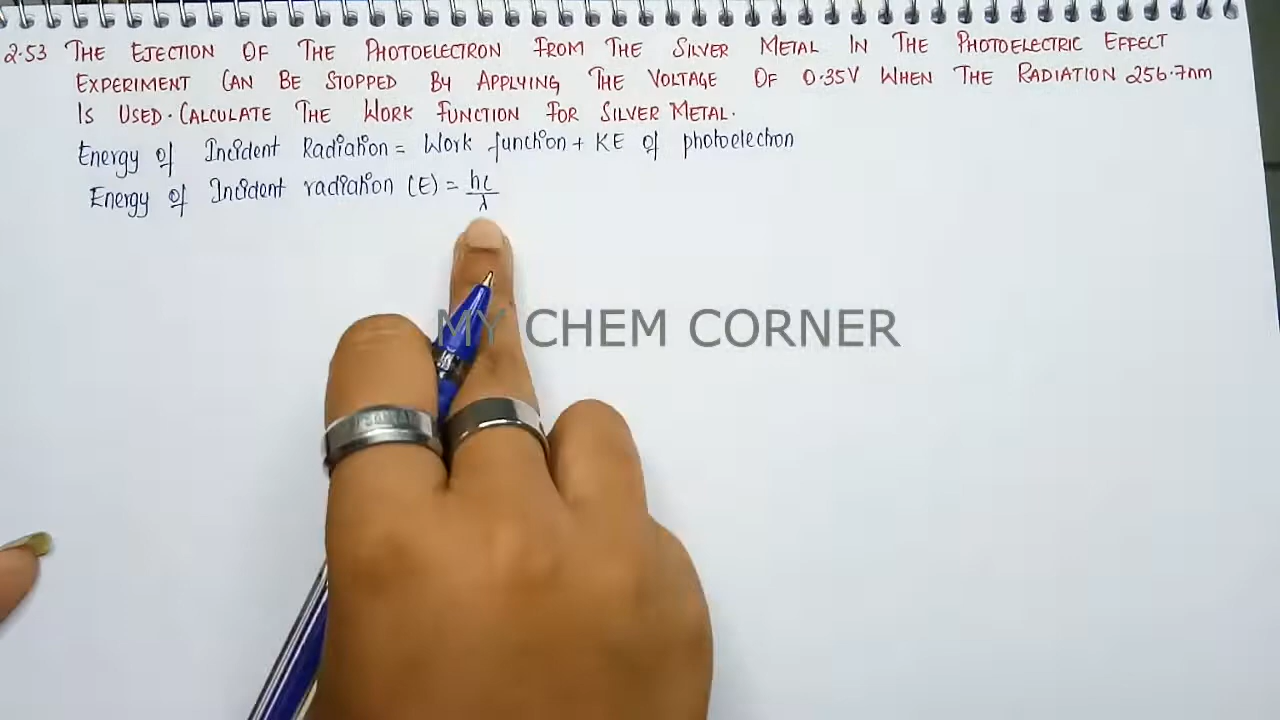 2.53 THE EJECTION OF THE PHOTOELECTRON FROM THE SILVER METAL IN THE PHOTOELECTRIC EFFECT
EXPERIMENT CAN BE STOPPED BY APPLYING THE VOLTAGE OF 0.35V WHEN THE RADIATION 256.7nm
IS USED. CALCULATE THE WORK FUNCTION FOR SILVER METAL.
Energy of Incident Radiation = Work function + KE of photoelectron
Energy of Incident radiation (E) = hc/λ
MY CHEM CORNER